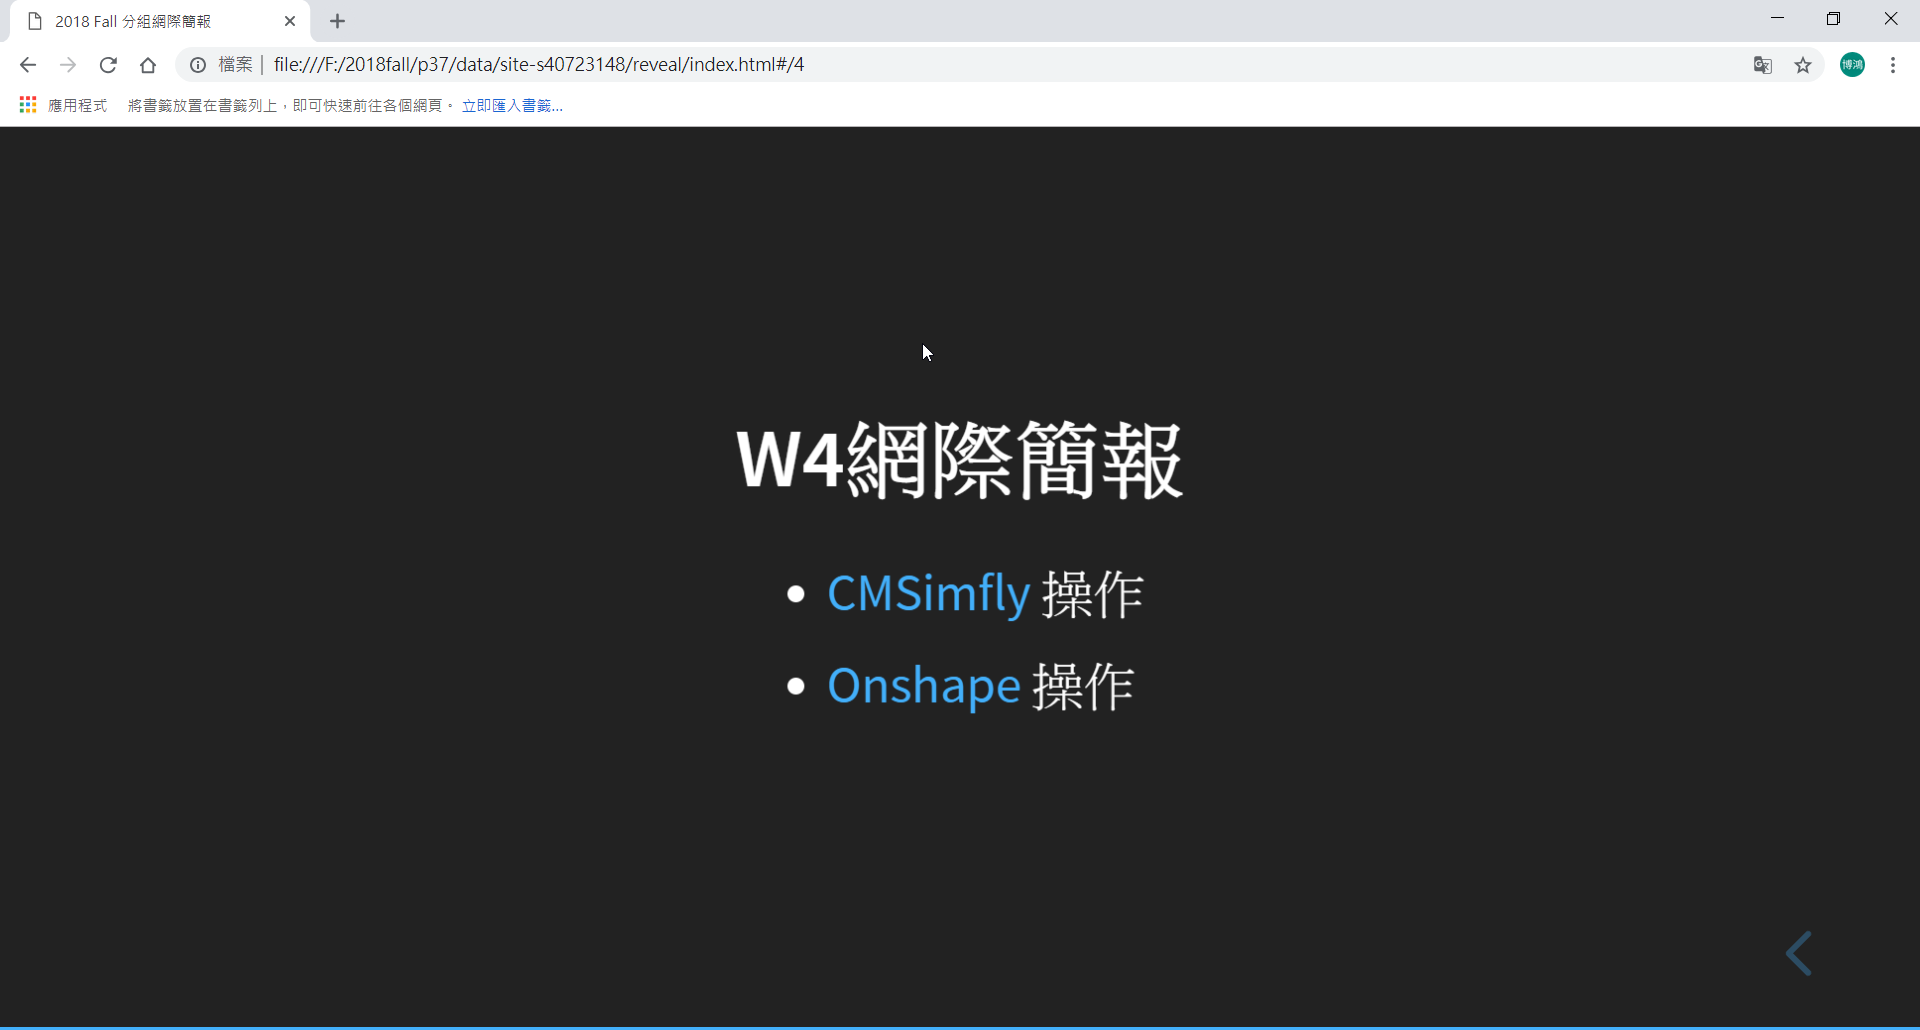 2018 Fall 分組網際簡報
檔案 | file:///F:/2018fall/p37/data/site-s40723148/reveal/index.html#/4
博鴻
應用程式 將書籤放置在書籤列上，即可快速前往各個網頁。 立即匯入書籤...
W4網際簡報
CMSimfly 操作
Onshape 操作